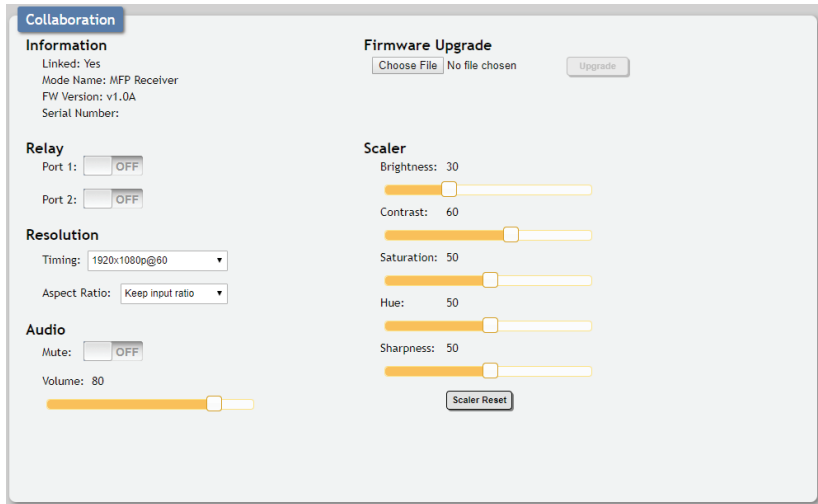 Collaboration
Information
Linked: Yes
Mode Name: MFP Receiver
FW Version: v1.0A
Serial Number:
Relay
Port 1: OFF
Port 2: OFF
Resolution
Timing: 1920x1080p@60
Aspect Ratio: Keep input ratio
Audio
Mute: OFF
Volume: 80
Firmware Upgrade
Choose File No file chosen Upgrade
Scaler
Brightness: 30
Contrast: 60
Saturation: 50
Hue: 50
Sharpness: 50
Scaler Reset